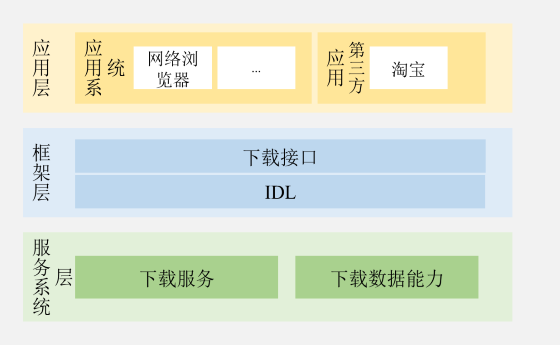 应用层
应用系统
网络浏览器
...
第三方应用
淘宝
框架层
下载接口
IDL
服务系统层
下载服务
下载数据能力